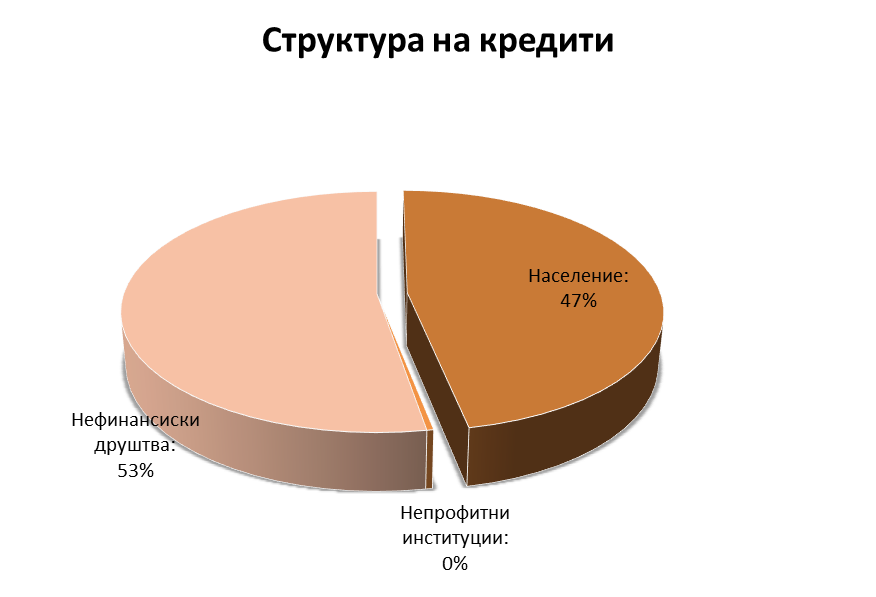 Структура на кредити
Население:
47%
Нефинансиски
друштва:
53%
Непрофитни
институции:
0%